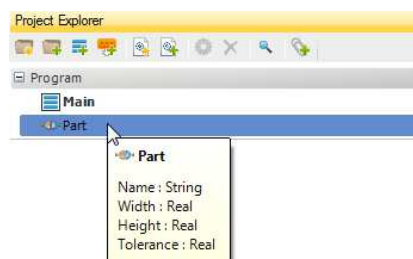 Project Explorer
Program
Main
Part
Part
Name : String
Width : Real
Height : Real
Tolerance : Real